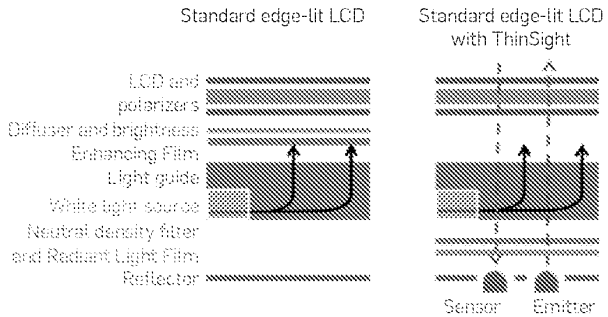 Standard edge-lit LCD
Standard edge-lit LCD
with ThinSight
LCD and
polarizers
Diffuser and brightness
Enhancing Film
Light guide
White light source
Neutral density filter
and Radiant Light Film
Reflector
Sensor
Emitter